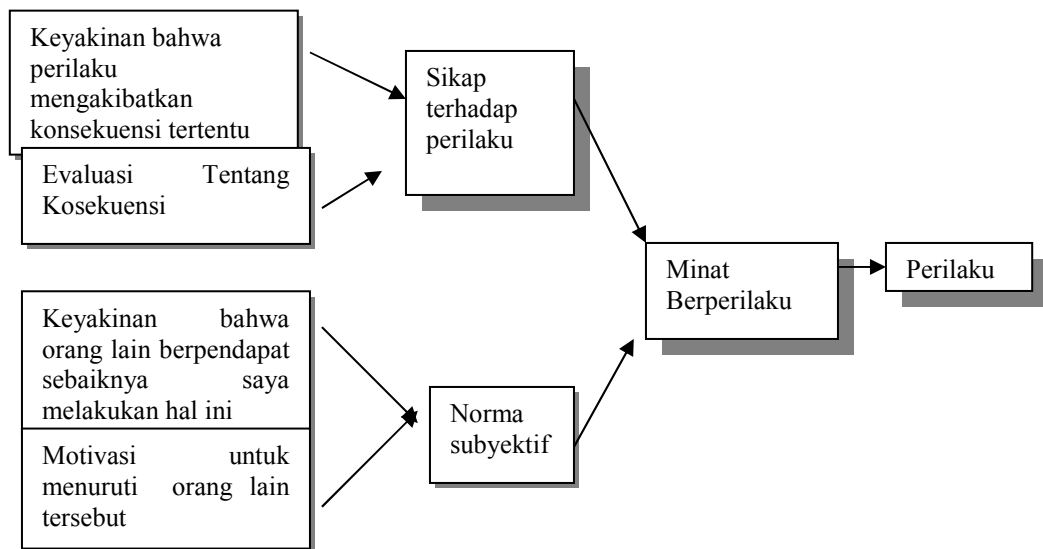 Keyakinan bahwa
perilaku
mengakibatkan
konsekuensi tertentu
Evaluasi Tentang
Kosekuensi
Sikap
terhadap
perilaku
Keyakinan bahwa
orang lain berpendapat
sebaiknya saya
melakukan hal ini
Motivasi untuk
menuruti orang lain
tersebut
Norma
subyektif
Minat
Berperilaku
Perilaku